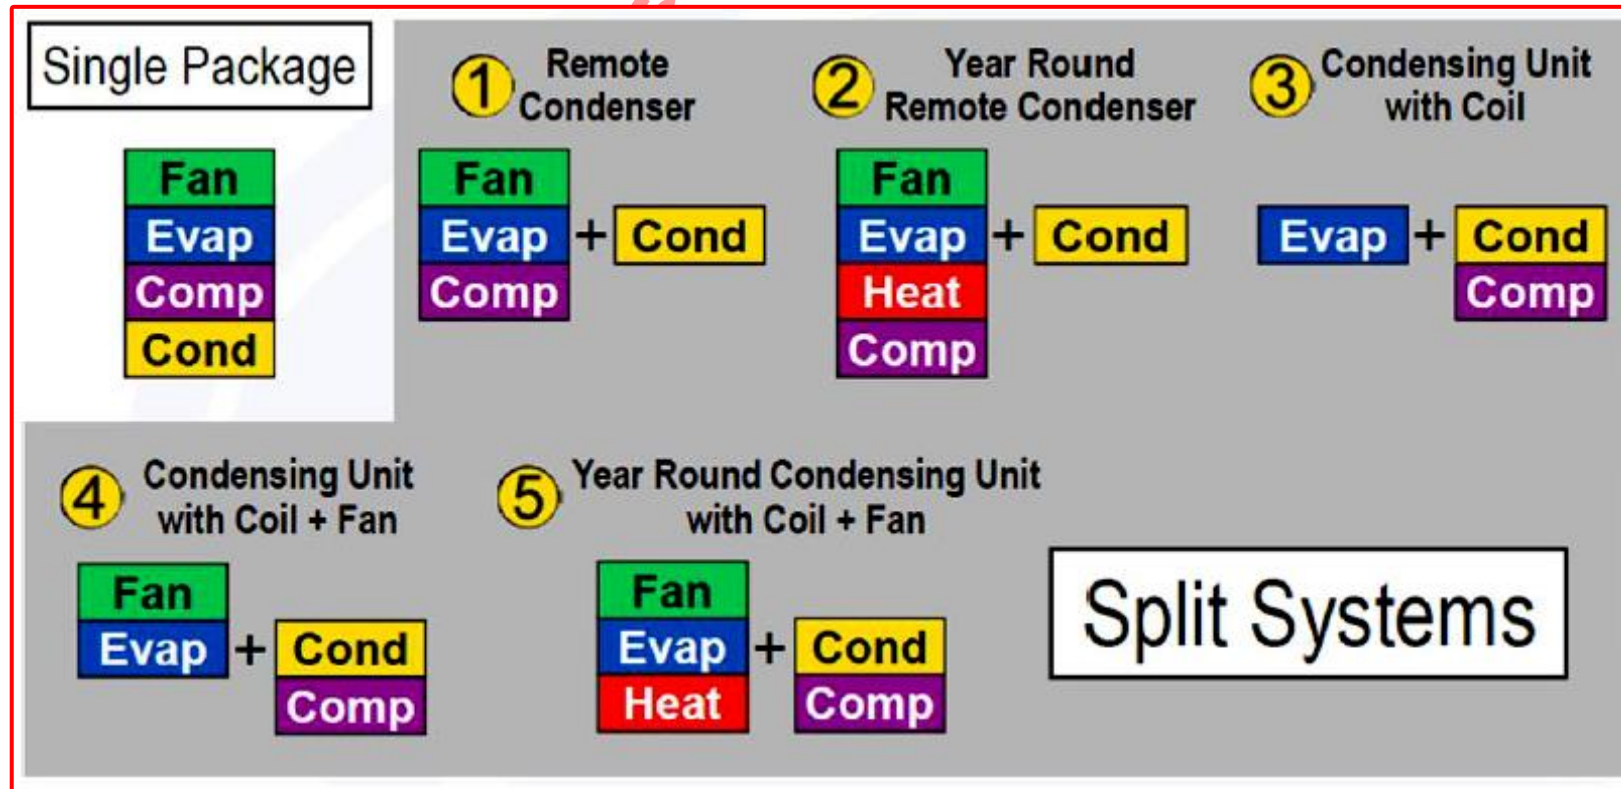 Single Package
Fan
Evap
Comp
Cond
1 Remote
Condenser
Fan
Evap + Cond
Comp
2 Year Round
Remote Condenser
Fan
Evap + Cond
Heat
Comp
3 Condensing Unit
with Coil
Evap + Cond
Comp
4 Condensing Unit
with Coil + Fan
Fan
Evap + Cond
Comp
5 Year Round Condensing Unit
with Coil + Fan
Fan
Evap + Cond
Heat Comp
Split Systems